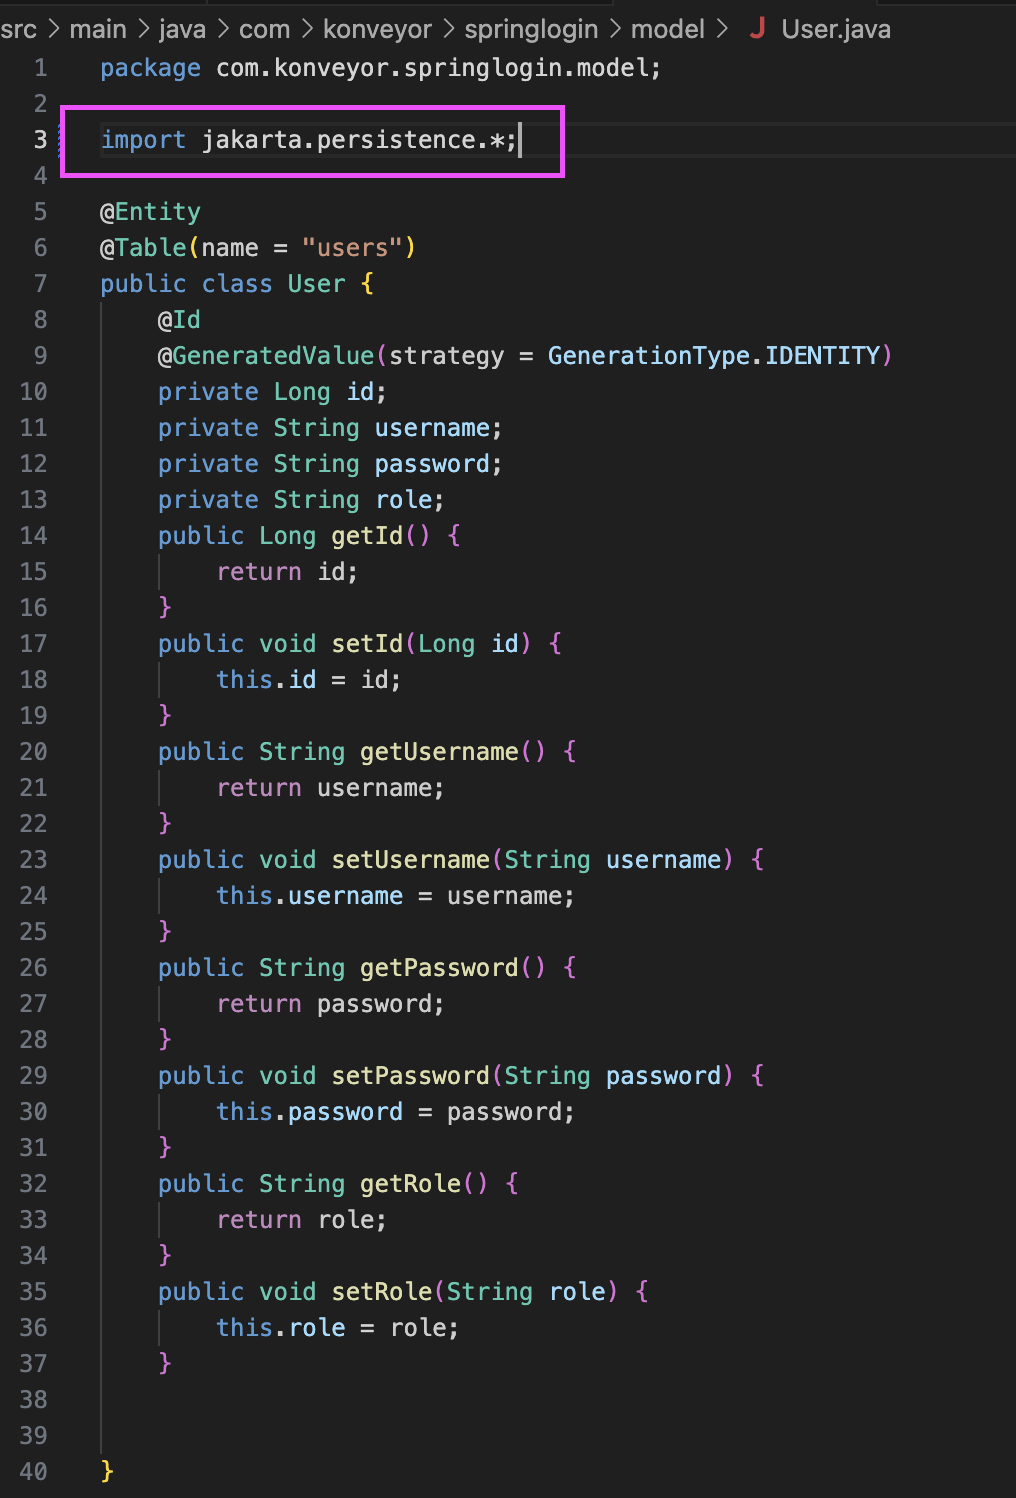 src > main > java > com > konveyor > springlogin > model > J User.java
1 package com.konveyor.springlogin.model;
2
3 import jakarta.persistence.*;
4
5 @Entity
6 @Table(name = "users")
7 public class User {
8 @Id
9 @GeneratedValue(strategy = GenerationType.IDENTITY)
10 private Long id;
11 private String username;
12 private String password;
13 private String role;
14 public Long getId() {
15 return id;
16 }
17 public void setId(Long id) {
18 this.id = id;
19 }
20 public String getUsername() {
21 return username;
22 }
23 public void setUsername(String username) {
24 this.username = username;
25 }
26 public String getPassword() {
27 return password;
28 }
29 public void setPassword(String password) {
30 this.password = password;
31 }
32 public String getRole() {
33 return role;
34 }
35 public void setRole(String role) {
36 this.role = role;
37 }
38
39
40 }